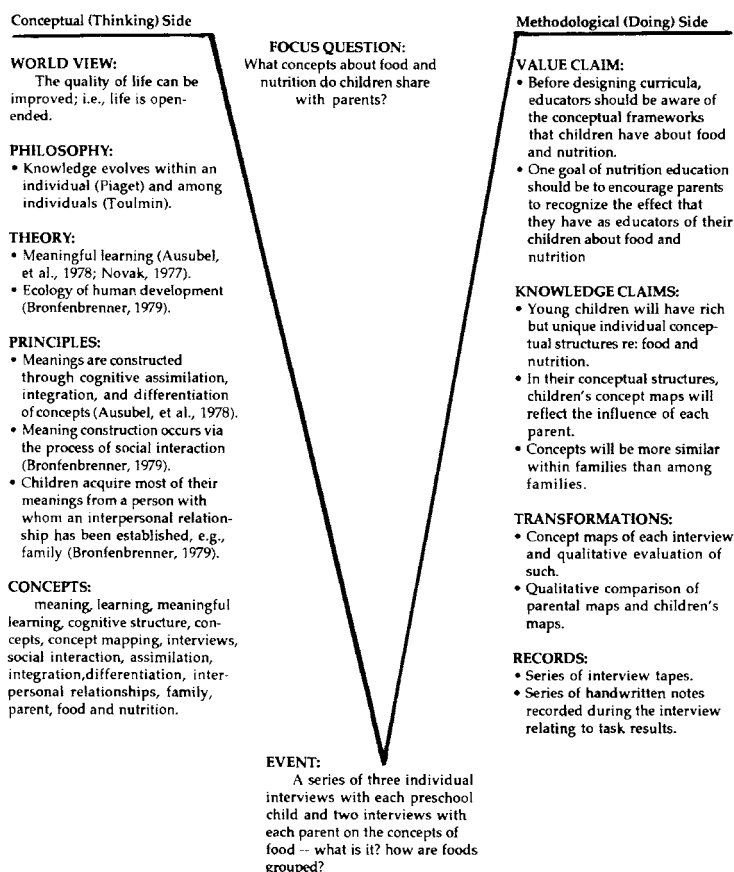 Conceptual (Thinking) Side
WORLD VIEW:
The quality of life can be
improved; i.e., life is open-
ended.
PHILOSOPHY:
• Knowledge evolves within an
individual (Piaget) and among
individuals (Toulmin).
THEORY:
• Meaningful learning (Ausubel,
et al., 1978; Novak, 1977).
• Ecology of human development
(Bronfenbrenner, 1979).
PRINCIPLES:
• Meanings are constructed
through cognitive assimilation,
integration, and differentiation
of concepts (Ausubel, et al., 1978).
• Meaning construction occurs via
the process of social interaction
(Bronfenbrenner, 1979).
• Children acquire most of their
meanings from a person with
whom an interpersonal relation-
ship has been established, e.g.,
family (Bronfenbrenner, 1979).
CONCEPTS:
meaning, learning, meaningful
learning, cognitive structure, con-
cepts, concept mapping, interviews,
social interaction, assimilation,
integration,differentiation, inter-
personal relationships, family,
parent, food and nutrition.
FOCUS QUESTION:
What concepts about food and
nutrition do children share
with parents?
EVENT:
A series of three individual
interviews with each preschool
child and two interviews with
each parent on the concepts of
food -- what is it? how are foods
grouped?
Methodological (Doing) Side
VALUE CLAIM:
• Before designing curricula,
educators should be aware of
the conceptual frameworks
that children have about food
and nutrition.
• One goal of nutrition education
should be to encourage parents
to recognize the effect that
they have as educators of their
children about food and
nutrition
KNOWLEDGE CLAIMS:
• Young children will have rich
but unique individual concep-
tual structures re: food and
nutrition.
• In their conceptual structures,
children's concept maps will
reflect the influence of each
parent.
• Concepts will be more similar
within families than among
families.
TRANSFORMATIONS:
• Concept maps of each interview
and qualitative evaluation of
such.
• Qualitative comparison of
parental maps and children's
maps.
RECORDS:
• Series of interview tapes.
• Series of handwritten notes
recorded during the interview
relating to task results.